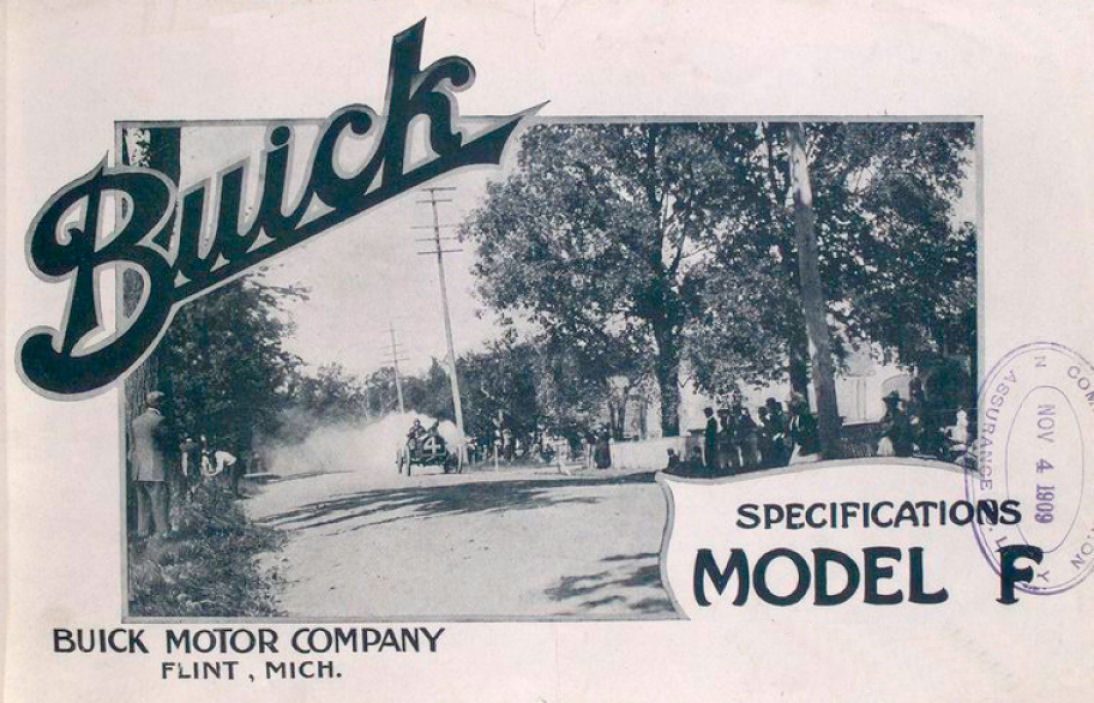 Buick
SPECIFICATIONS
MODEL F
BUICK MOTOR COMPANY
FLINT, MICH.
ASSURANCE
NOV 4 1909